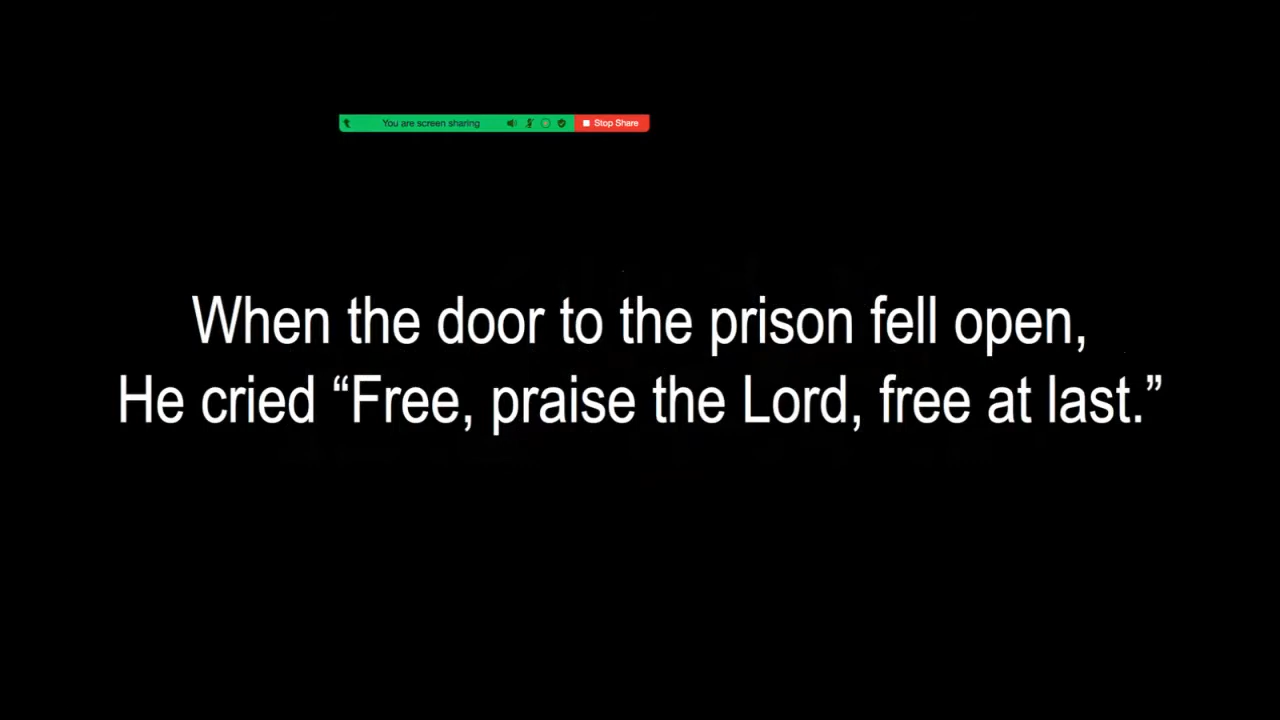 You are screen sharing Stop Share
When the door to the prison fell open,
He cried “Free, praise the Lord, free at last.”